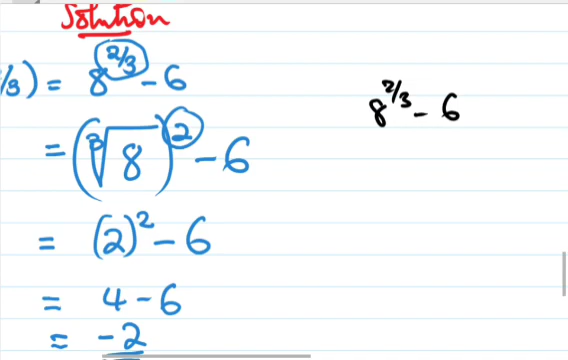 Solution
/3) = 8^(2/3) - 6
= (∛8)^2 - 6
= (2)^2 - 6
= 4 - 6
= -2
8^(2/3) - 6